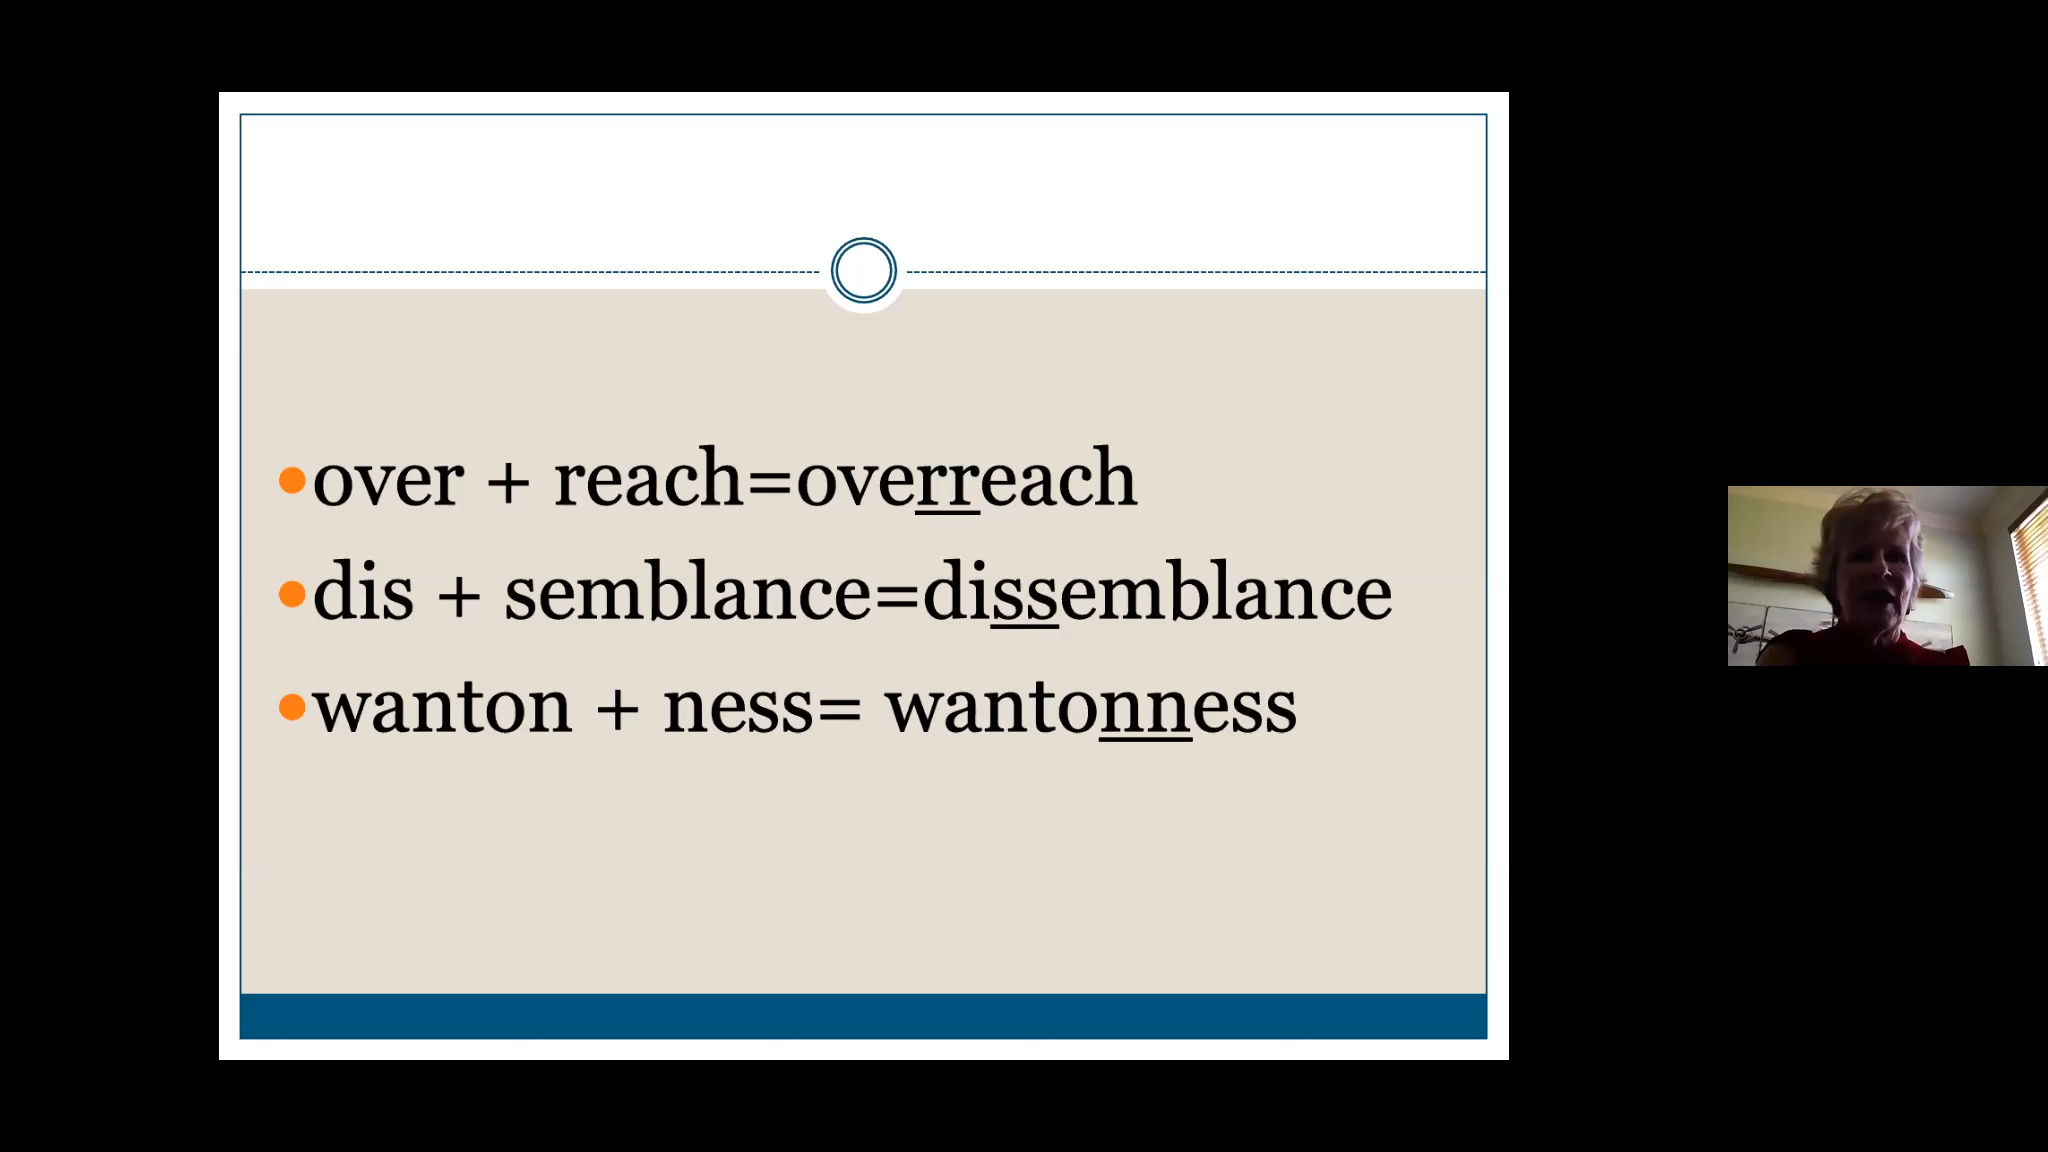 •over + reach=overreach
•dis + semblance=dissemblance
•wanton + ness= wantonness